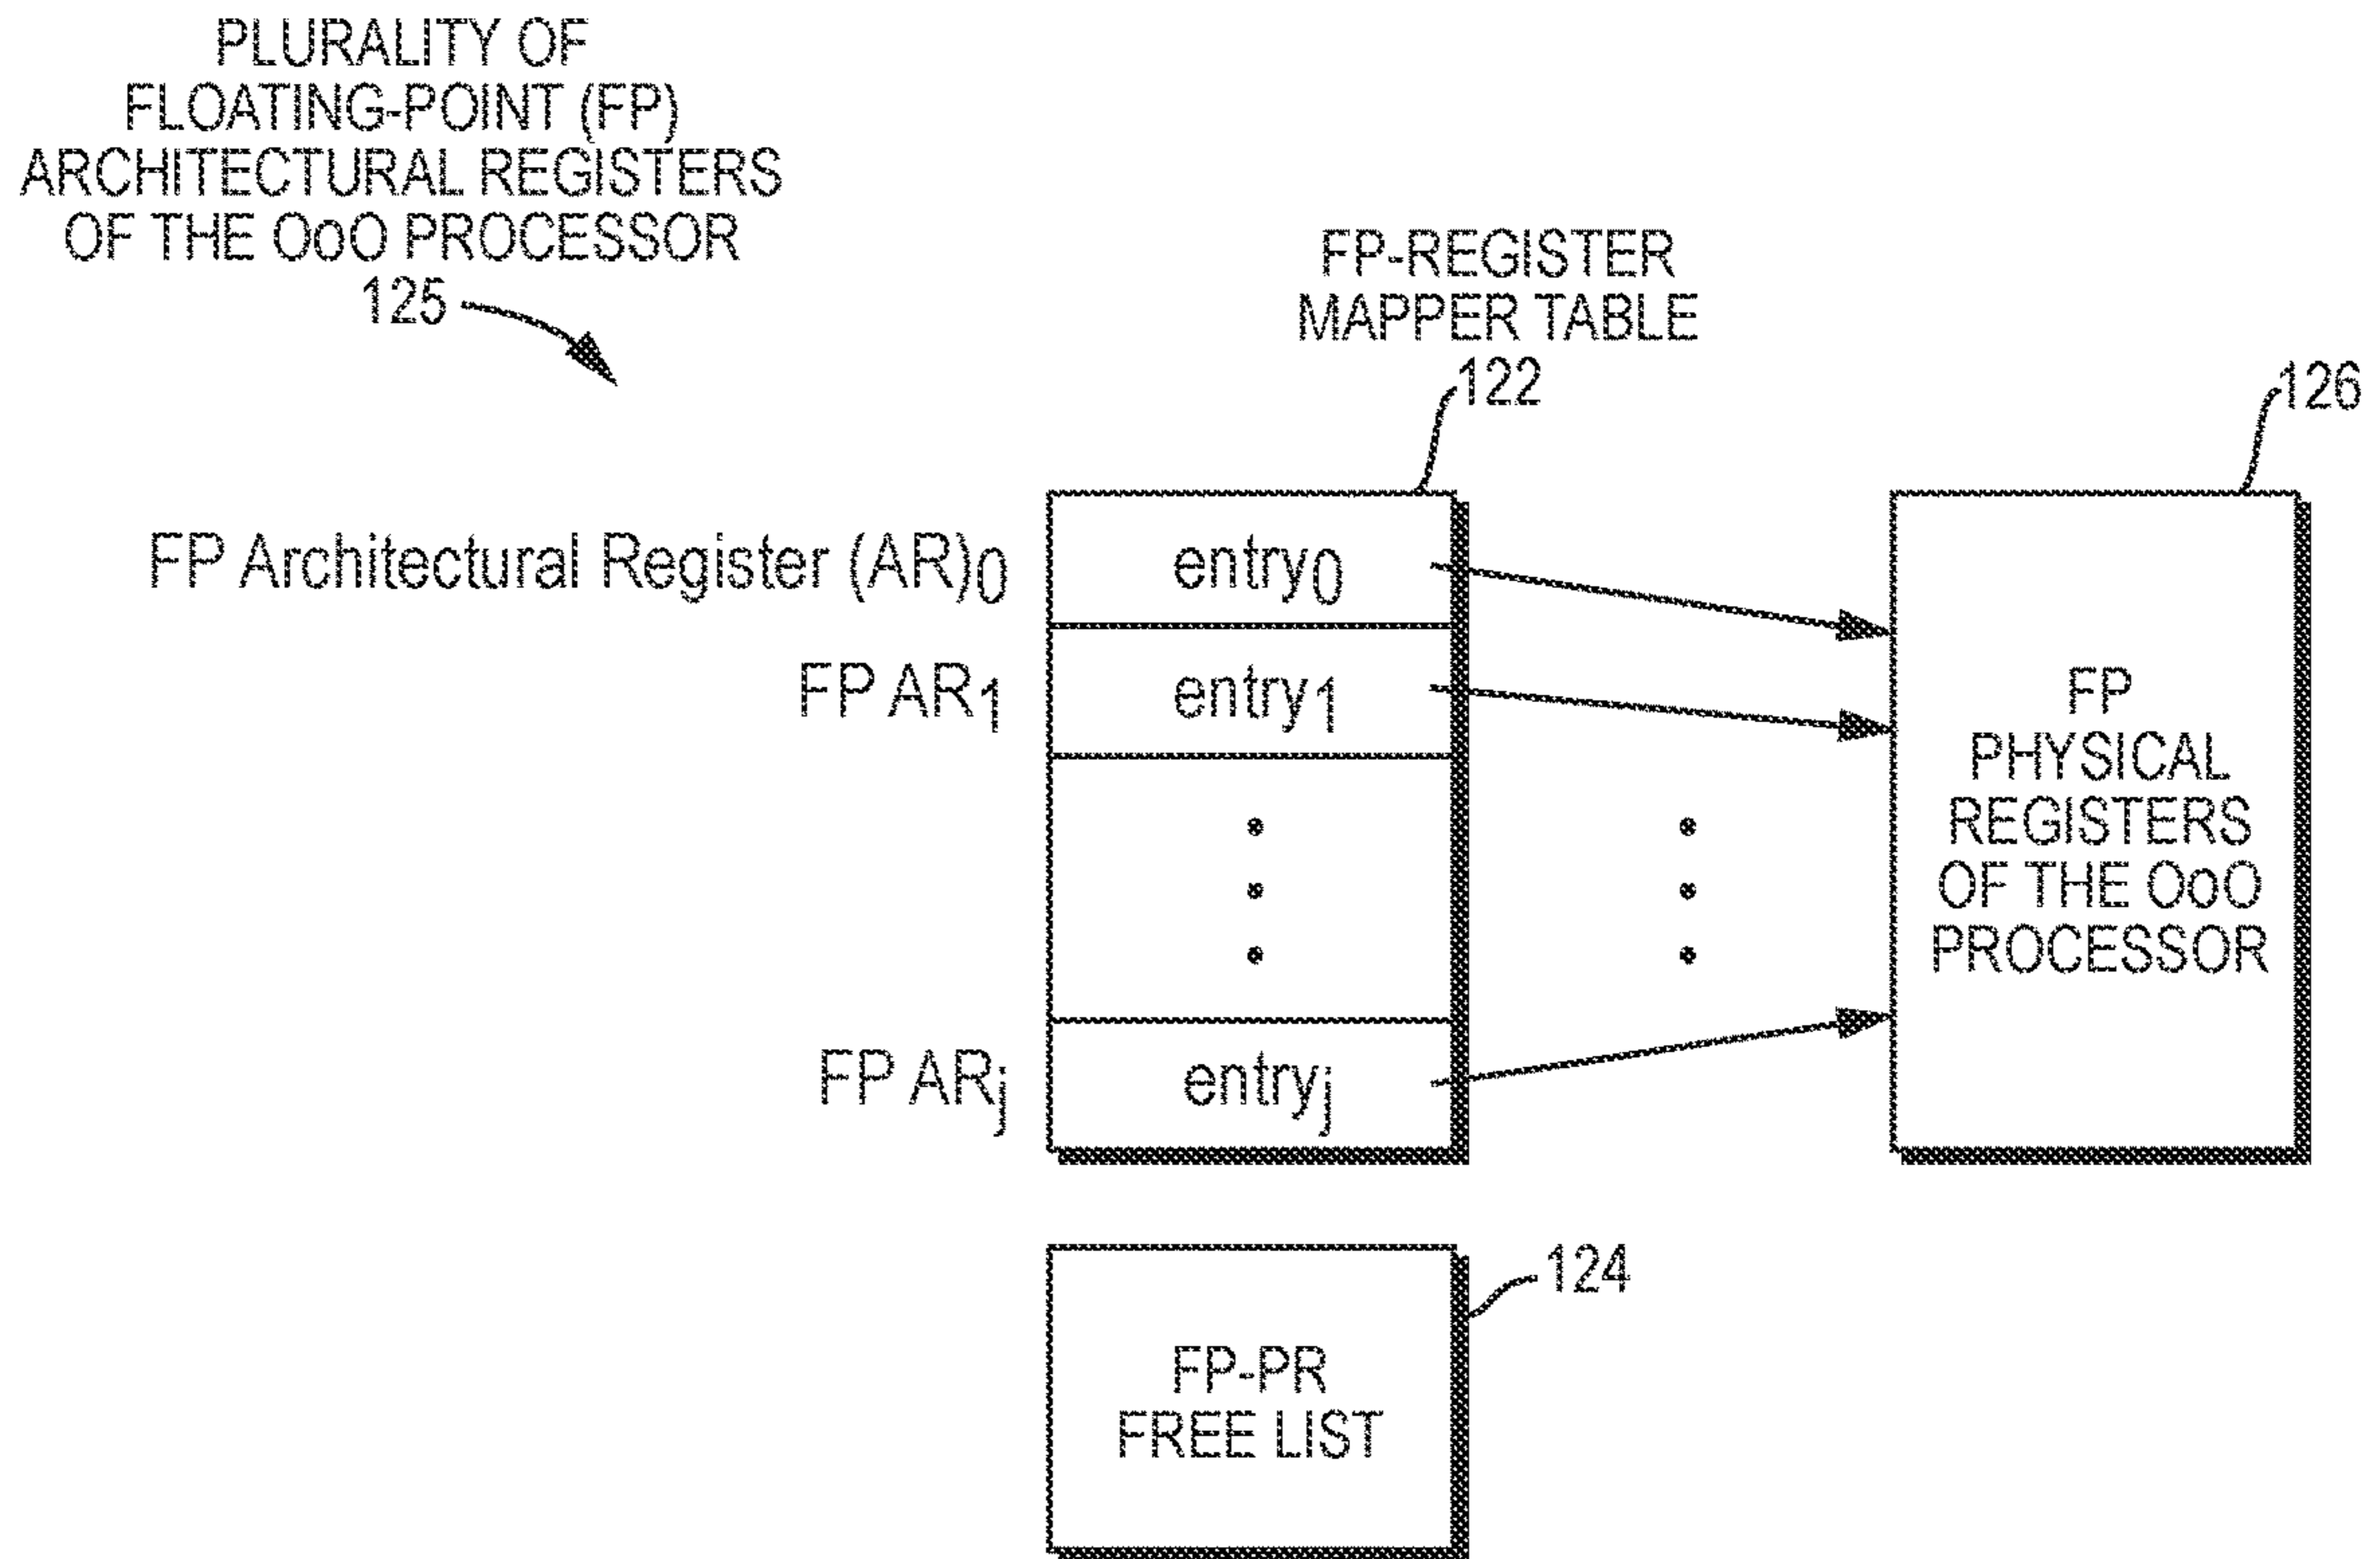 PLURALITY OF
FLOATING-POINT (FP)
ARCHITECTURAL REGISTERS
OF THE OoO PROCESSOR
125
FP-REGISTER
MAPPER TABLE
122
126
FP Architectural Register (AR)0
entry0
FP AR1
entry1
FP ARj
entryj
FP
PHYSICAL
REGISTERS
OF THE OoO
PROCESSOR
124
FP-PR
FREE LIST